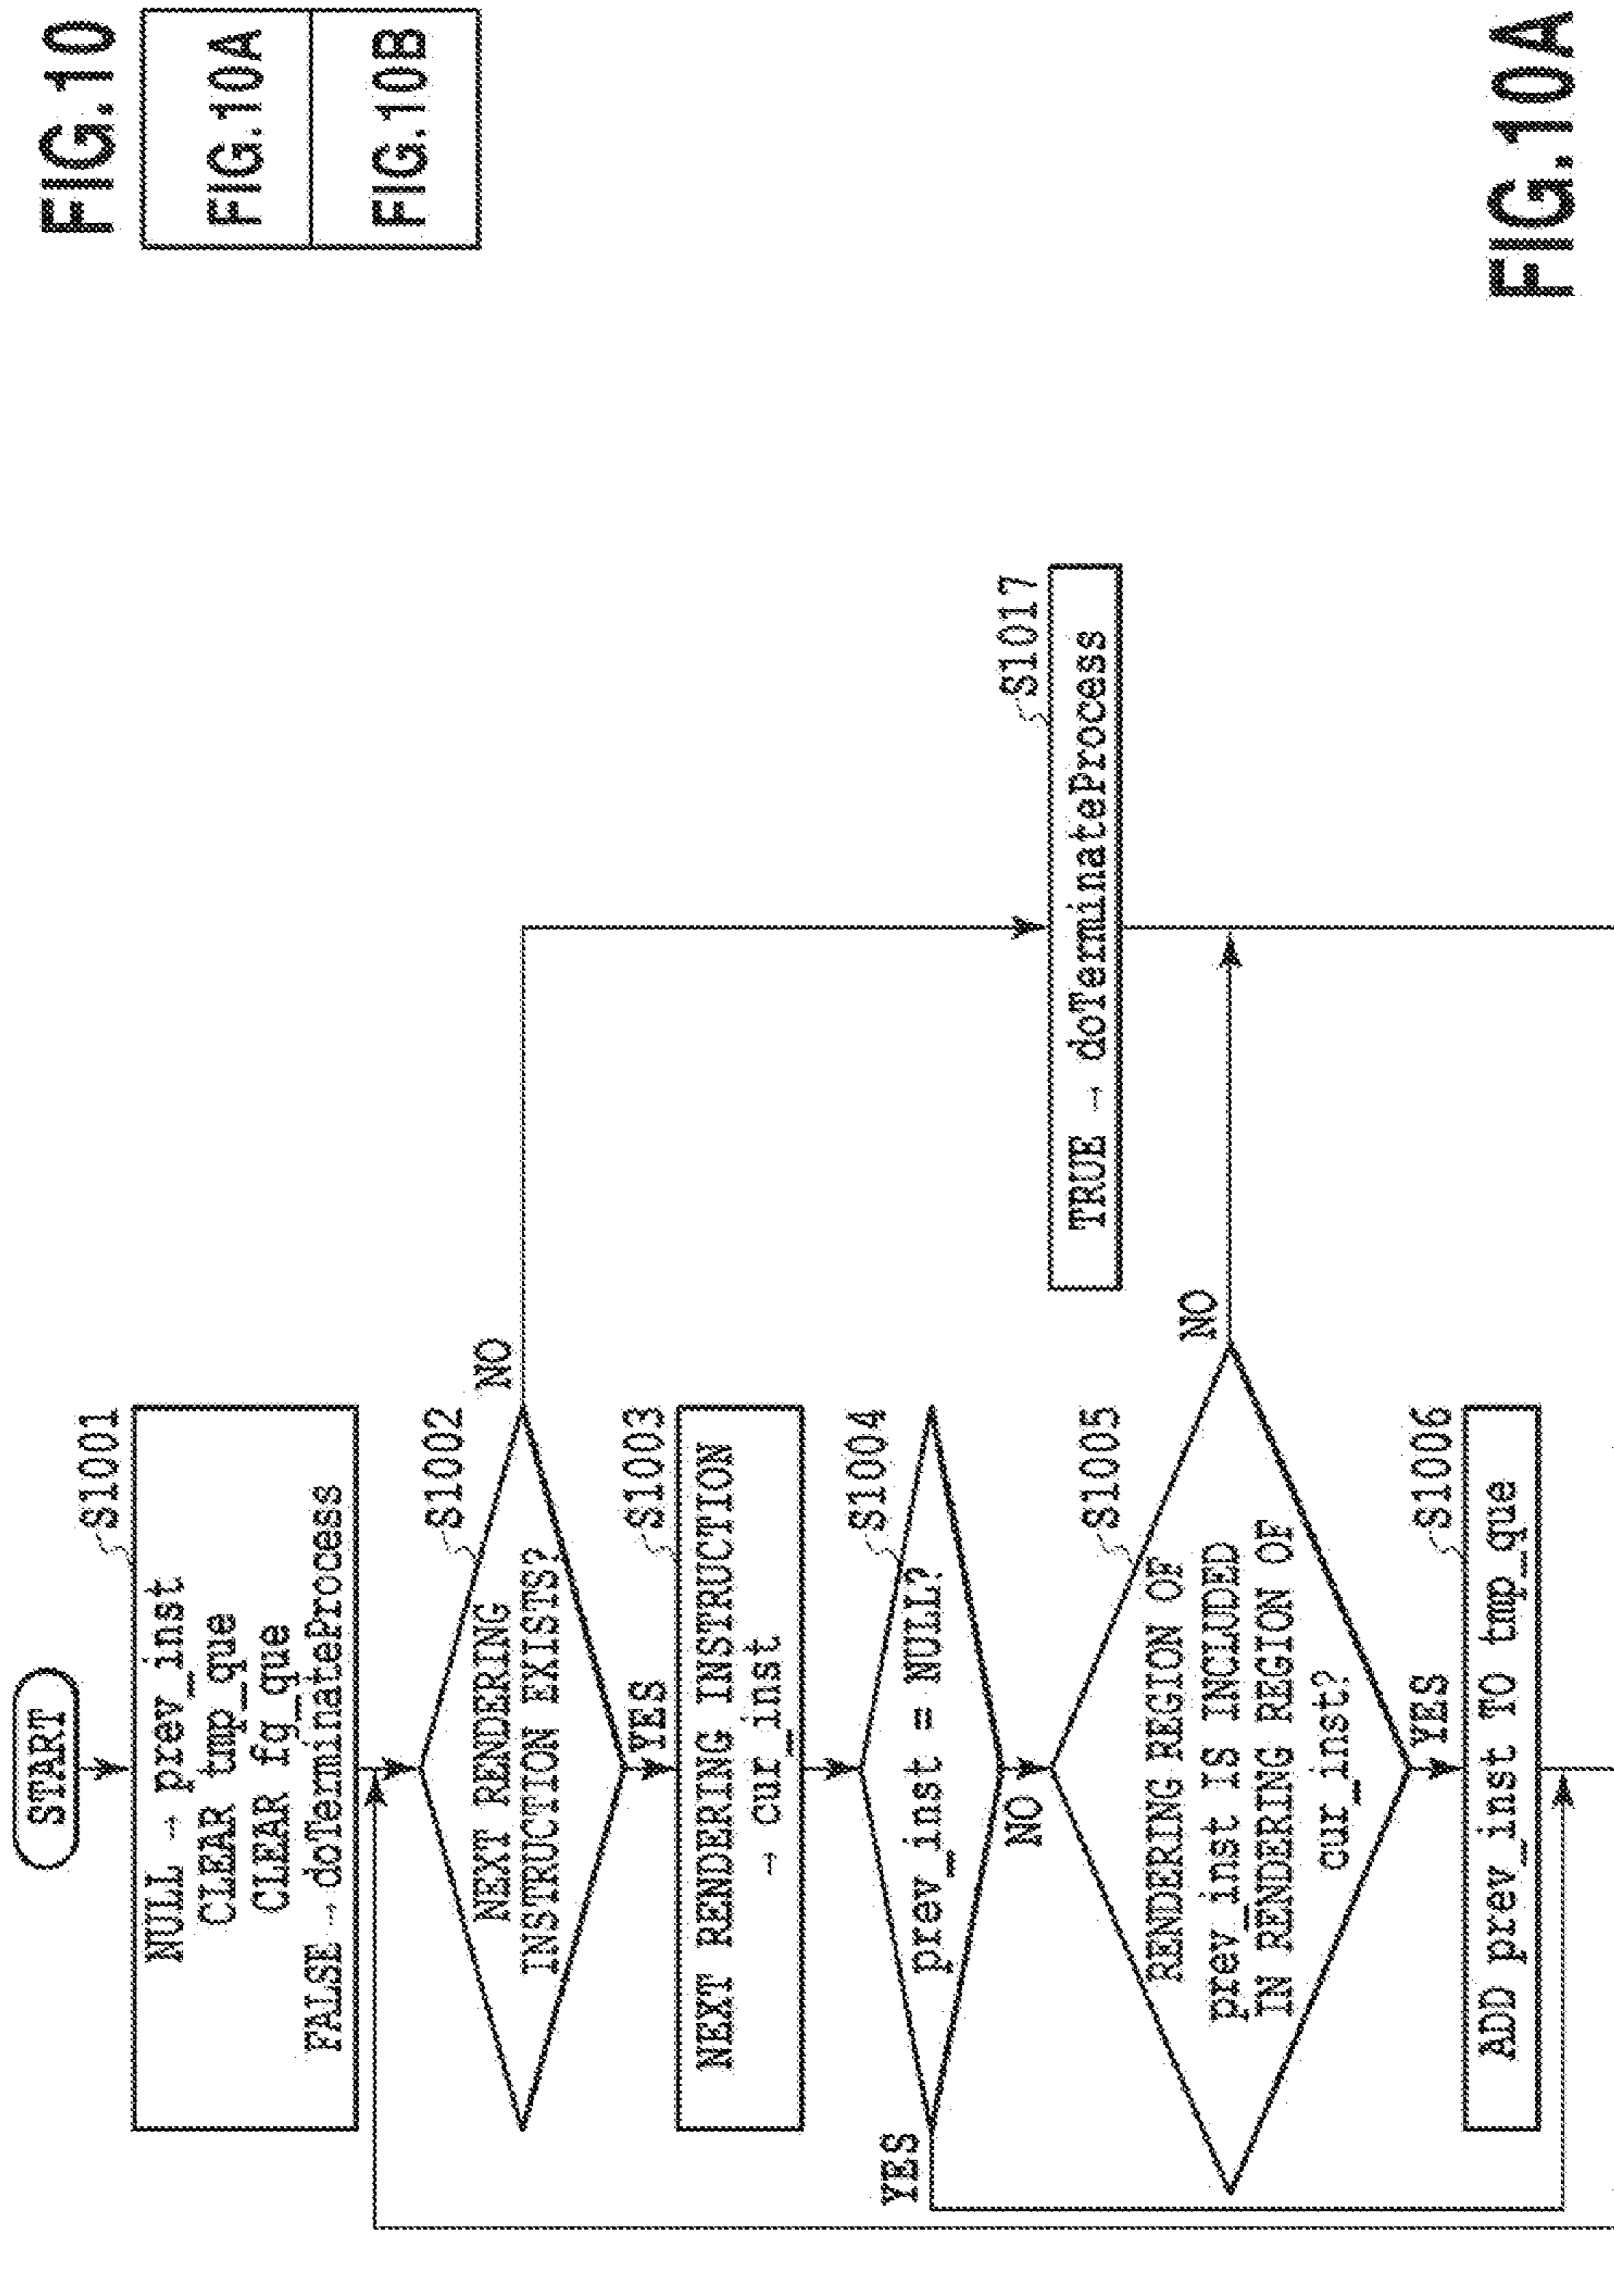 FIG.10
FIG.10A
FIG.10B
START
S1001
NULL → prev_inst
CLEAR tmp_que
CLEAR fg_que
FALSE → doTerminateProcess
S1002
NEXT RENDERING
INSTRUCTION EXISTS?
NO
YES
S1003
NEXT RENDERING INSTRUCTION
→ cur_inst
S1004
prev_inst = NULL?
YES
NO
S1017
TRUE → doTerminateProcess
S1005
RENDERING REGION OF
prev_inst IS INCLUDED
IN RENDERING REGION OF
cur_inst?
NO
YES
S1006
ADD prev_inst TO tmp_que
FIG.10A